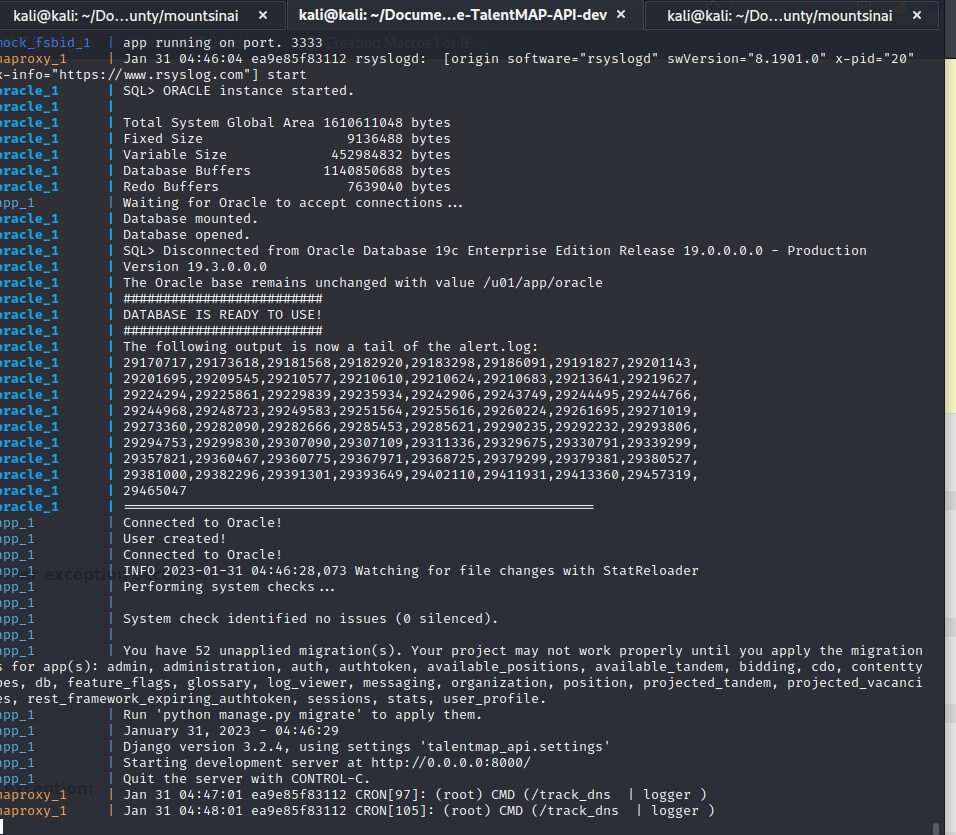 kali@kali: ~/Do...unty/mountsinai × kali@kali: ~/Docume...e-TalentMAP-API-dev × kali@kali: ~/Do...unty/mountsinai ×
mock_fsbid_1 | app running on port. 3333
haproxy_1 | Jan 31 04:46:04 ea9e85f83112 rsyslogd: [origin software="rsyslogd" swVersion="8.1901.0" x-pid="20"
x-info="https://www.rsyslog.com"] start
oracle_1 | SQL> ORACLE instance started.
oracle_1 |
oracle_1 | Total System Global Area 1610611048 bytes
oracle_1 | Fixed Size 9136488 bytes
oracle_1 | Variable Size 452984832 bytes
oracle_1 | Database Buffers 1140850688 bytes
oracle_1 | Redo Buffers 7639040 bytes
app_1 | Waiting for Oracle to accept connections...
oracle_1 | Database mounted.
oracle_1 | Database opened.
oracle_1 | SQL> Disconnected from Oracle Database 19c Enterprise Edition Release 19.0.0.0.0 - Production
oracle_1 | Version 19.3.0.0.0
oracle_1 | The Oracle base remains unchanged with value /u01/app/oracle
oracle_1 | #########################
oracle_1 | DATABASE IS READY TO USE!
oracle_1 | #########################
oracle_1 | The following output is now a tail of the alert.log:
oracle_1 | 29170717,29173618,29181568,29182920,29183298,29186091,29191827,29201143,
oracle_1 | 29201695,29209545,29210577,29210610,29210624,29210683,29213641,29219627,
oracle_1 | 29224294,29225861,29229839,29235934,29242906,29243749,29244495,29244766,
oracle_1 | 29244968,29248723,29249583,29251564,29255616,29260224,29261695,29271019,
oracle_1 | 29273360,29282090,29282666,29285453,29285621,29290235,29292232,29293806,
oracle_1 | 29294753,29299830,29307090,29307109,29311336,29329675,29330791,29339299,
oracle_1 | 29357821,29360467,29360775,29367971,29368725,29379299,29379381,29380527,
oracle_1 | 29381000,29382296,29391301,29393649,29402110,29411931,29413360,29457319,
oracle_1 | 29465047
oracle_1 | ===========================================================
app_1 | Connected to Oracle!
app_1 | User created!
app_1 | Connected to Oracle!
app_1 | INFO 2023-01-31 04:46:28,073 Watching for file changes with StatReloader
app_1 | Performing system checks...
app_1 |
app_1 | System check identified no issues (0 silenced).
app_1 |
app_1 | You have 52 unapplied migration(s). Your project may not work properly until you apply the migration
s for app(s): admin, administration, auth, authtoken, available_positions, available_tandem, bidding, cdo, contentty
pes, db, feature_flags, glossary, log_viewer, messaging, organization, position, projected_tandem, projected_vacanci
es, rest_framework_expiring_authtoken, sessions, stats, user_profile.
app_1 | Run 'python manage.py migrate' to apply them.
app_1 | January 31, 2023 - 04:46:29
app_1 | Django version 3.2.4, using settings 'talentmap_api.settings'
app_1 | Starting development server at http://0.0.0.0:8000/
app_1 | Quit the server with CONTROL-C.
haproxy_1 | Jan 31 04:47:01 ea9e85f83112 CRON[97]: (root) CMD (/track_dns | logger )
haproxy_1 | Jan 31 04:48:01 ea9e85f83112 CRON[105]: (root) CMD (/track_dns | logger )